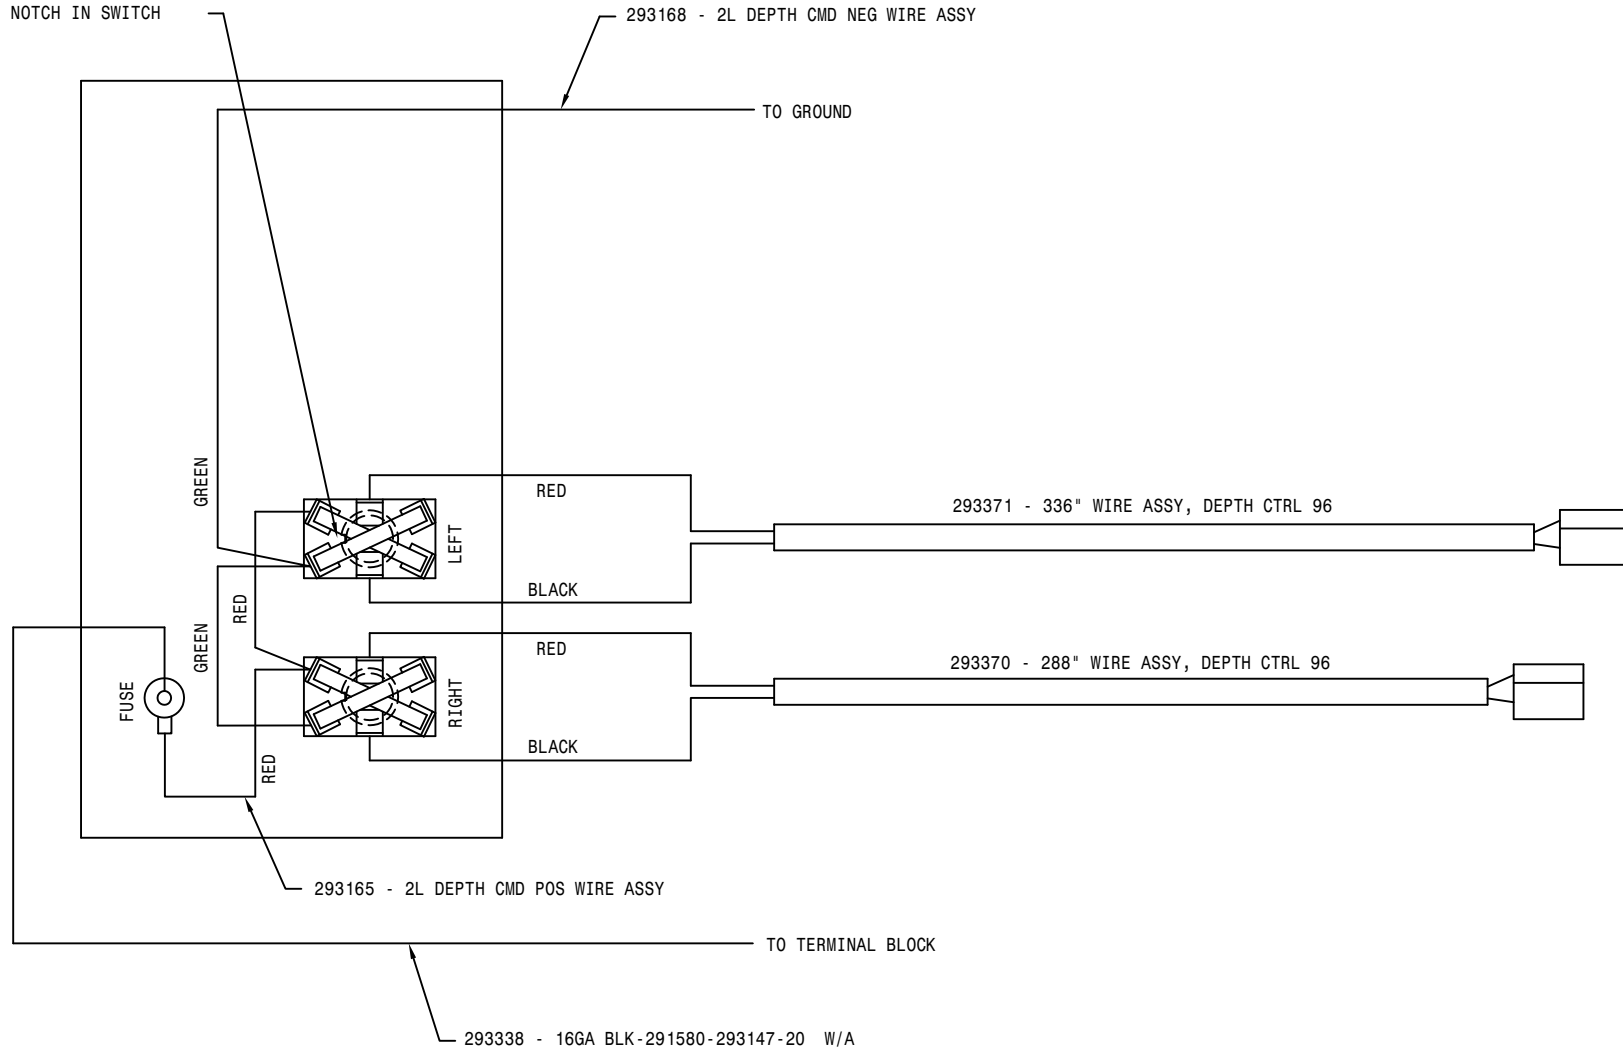 NOTCH IN SWITCH
293168 - 2L DEPTH CMD NEG WIRE ASSY
TO GROUND
GREEN
RED
LEFT
293371 - 336" WIRE ASSY, DEPTH CTRL 96
BLACK
RED
GREEN
RED
293370 - 288" WIRE ASSY, DEPTH CTRL 96
FUSE
RIGHT
BLACK
RED
293165 - 2L DEPTH CMD POS WIRE ASSY
TO TERMINAL BLOCK
293338 - 16GA BLK-291580-293147-20 W/A